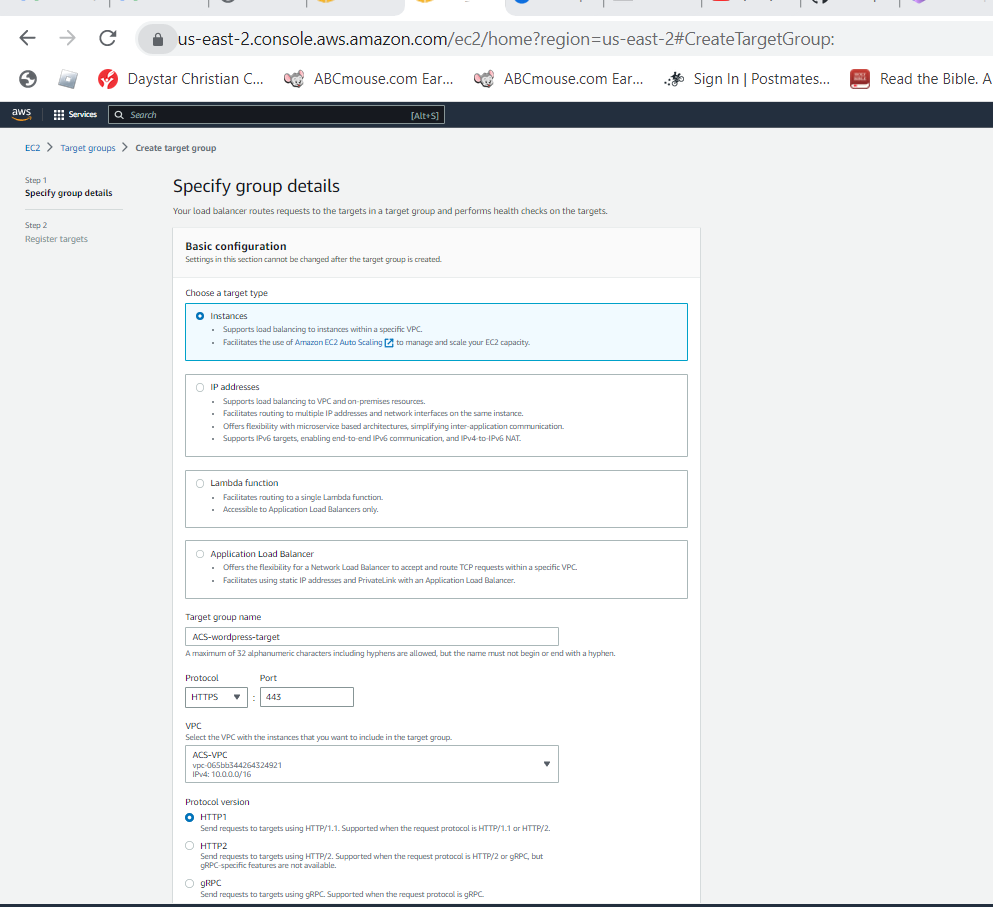 us-east-2.console.aws.amazon.com/ec2/home?region=us-east-2#CreateTargetGroup:
Daystar Christian C... ABCmouse.com Ear... ABCmouse.com Ear... Sign In | Postmates... Read the Bible. A
aws Services Search [Alt+S]
EC2 > Target groups > Create target group
Step 1
Specify group details
Step 2
Register targets
Specify group details
Your load balancer routes requests to the targets in a target group and performs health checks on the targets.
Basic configuration
Settings in this section cannot be changed after the target group is created.
Choose a target type
Instances
• Supports load balancing to instances within a specific VPC.
• Facilitates the use of Amazon EC2 Auto Scaling to manage and scale your EC2 capacity.
IP addresses
• Supports load balancing to VPC and on-premises resources.
• Facilitates routing to multiple IP addresses and network interfaces on the same instance.
• Offers flexibility with microservice based architectures, simplifying inter-application communication.
• Supports IPv6 targets, enabling end-to-end IPv6 communication, and IPv4-to-IPv6 NAT.
Lambda function
• Facilitates routing to a single Lambda function.
• Accessible to Application Load Balancers only.
Application Load Balancer
• Offers the flexibility for a Network Load Balancer to accept and route TCP requests within a specific VPC.
• Facilitates using static IP addresses and PrivateLink with an Application Load Balancer.
Target group name
ACS-wordpress-target
A maximum of 32 alphanumeric characters including hyphens are allowed, but the name must not begin or end with a hyphen.
Protocol Port
HTTPS : 443
VPC
Select the VPC with the instances that you want to include in the target group.
ACS-VPC
vpc-065bb344264324921
IPv4: 10.0.0.0/16
Protocol version
HTTP1
Send requests to targets using HTTP/1.1. Supported when the request protocol is HTTP/1.1 or HTTP/2.
HTTP2
Send requests to targets using HTTP/2. Supported when the request protocol is HTTP/2 or gRPC, but
gRPC-specific features are not available.
gRPC
Send requests to targets using gRPC. Supported when the request protocol is gRPC.